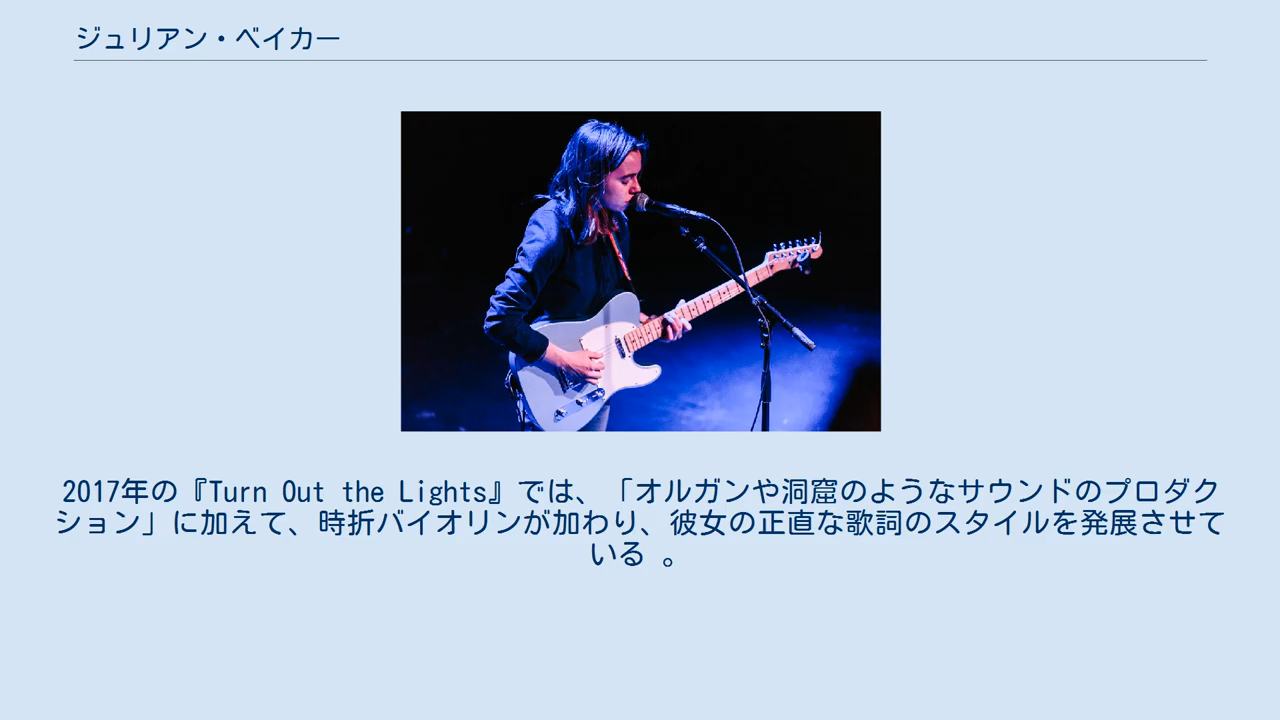 ジュリアン・ベイカー
2017年の『Turn Out the Lights』では、「オルガンや洞窟のようなサウンドのプロダク
ション」に加えて、時折バイオリンが加わり、彼女の正直な歌詞のスタイルを発展させて
いる 。